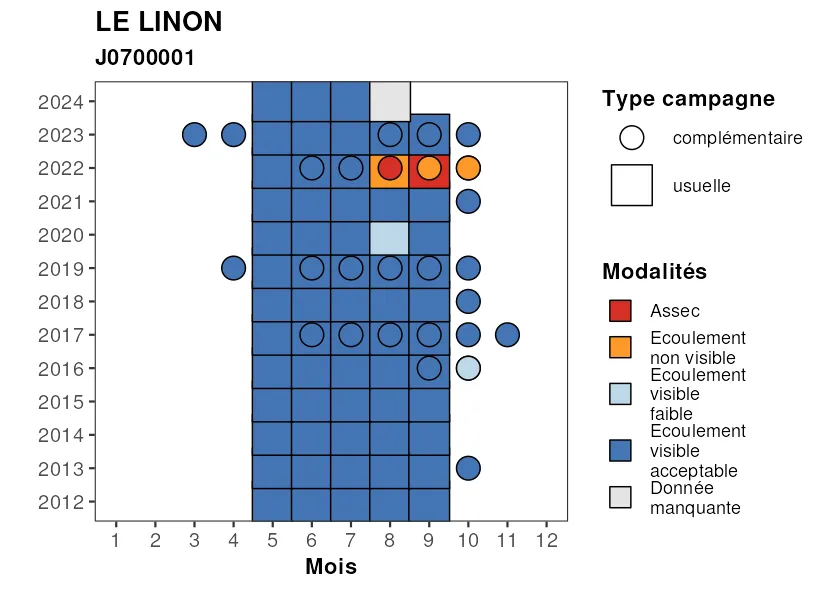 LE LINON
J0700001
2024
2023
2022
2021
2020
2019
2018
2017
2016
2015
2014
2013
2012
1 2 3 4 5 6 7 8 9 10 11 12
Mois
Type campagne
complémentaire
usuelle
Modalités
Assec
Ecoulement
non visible
Ecoulement
visible
faible
Ecoulement
visible
acceptable
Donnée
manquante